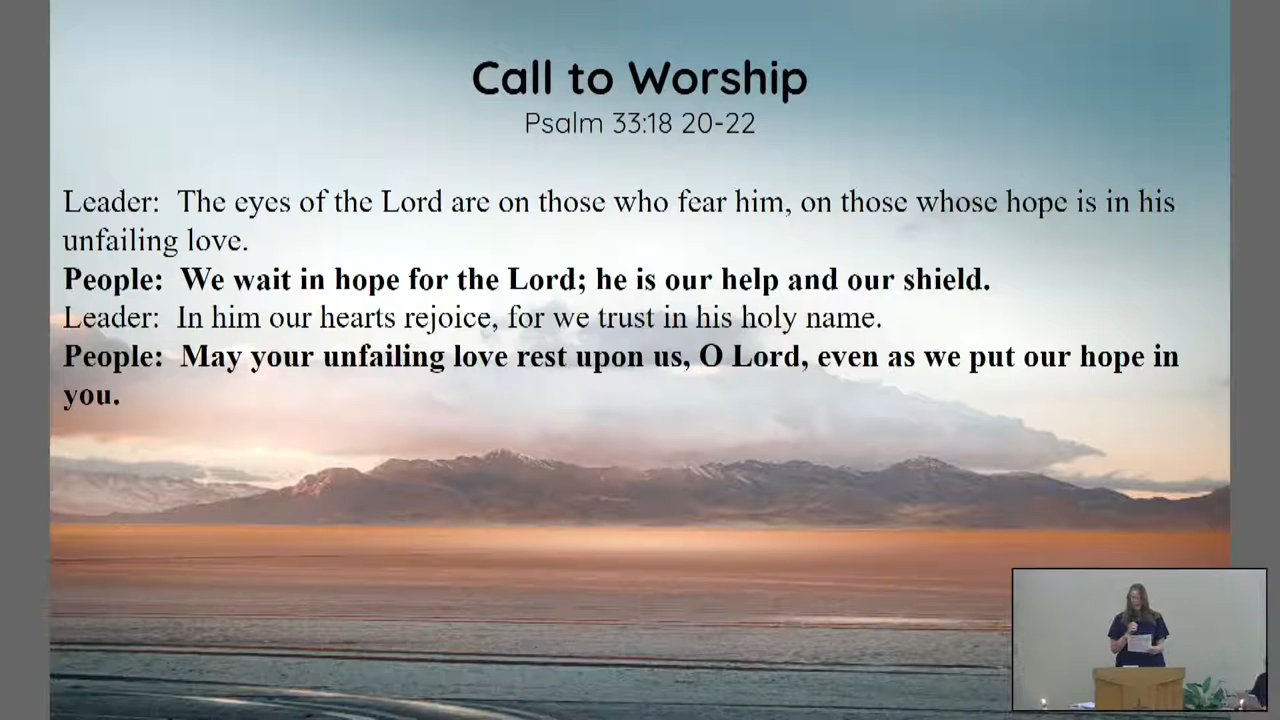 Call to Worship
Psalm 33:18 20-22
Leader:  The eyes of the Lord are on those who fear him, on those whose hope is in his
unfailing love.
People:  We wait in hope for the Lord; he is our help and our shield.
Leader:  In him our hearts rejoice, for we trust in his holy name.
People:  May your unfailing love rest upon us, O Lord, even as we put our hope in
you.